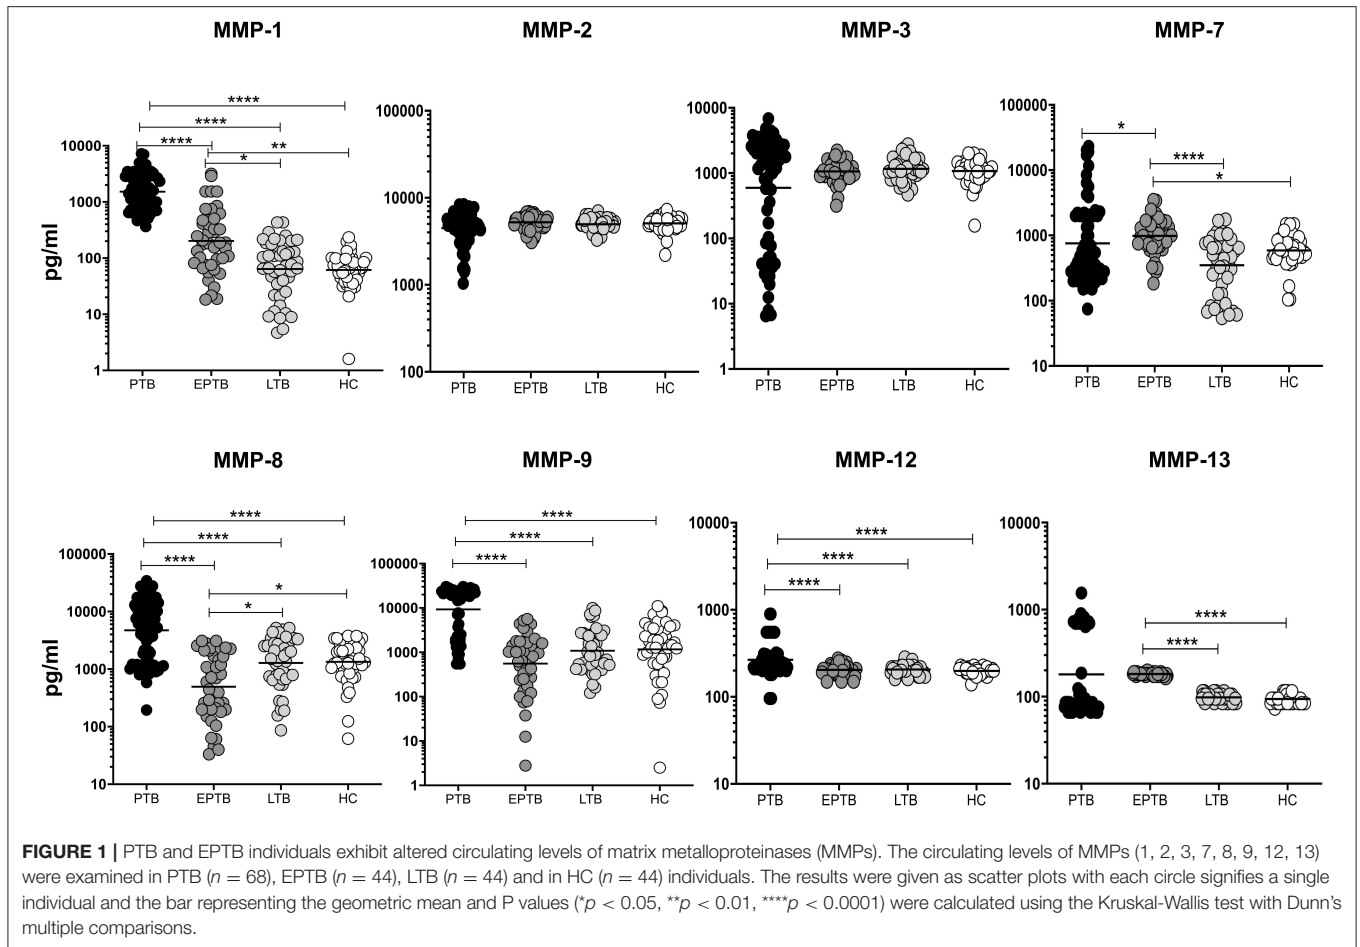 MMP-1
MMP-2
MMP-3
MMP-7
pg/ml
****
****
****
**
*
10000
1000
100
10
1
PTB
EPTB
LTB
HC
100000
10000
1000
100
PTB
EPTB
LTB
HC
10000
1000
100
10
1
PTB
EPTB
LTB
HC
*
****
*
100000
10000
1000
100
10
PTB
EPTB
LTB
HC
MMP-8
MMP-9
MMP-12
MMP-13
pg/ml
****
****
****
*
*
100000
10000
1000
100
10
PTB
EPTB
LTB
HC
****
****
****
100000
10000
1000
100
10
1
PTB
EPTB
LTB
HC
****
****
****
10000
1000
100
10
PTB
EPTB
LTB
HC
****
****
10000
1000
100
10
PTB
EPTB
LTB
HC
FIGURE 1 | PTB and EPTB individuals exhibit altered circulating levels of matrix metalloproteinases (MMPs). The circulating levels of MMPs (1, 2, 3, 7, 8, 9, 12, 13)
were examined in PTB (n = 68), EPTB (n = 44), LTB (n = 44) and in HC (n = 44) individuals. The results were given as scatter plots with each circle signifies a single
individual and the bar representing the geometric mean and P values (*p < 0.05, **p < 0.01, ****p < 0.0001) were calculated using the Kruskal-Wallis test with Dunn's
multiple comparisons.